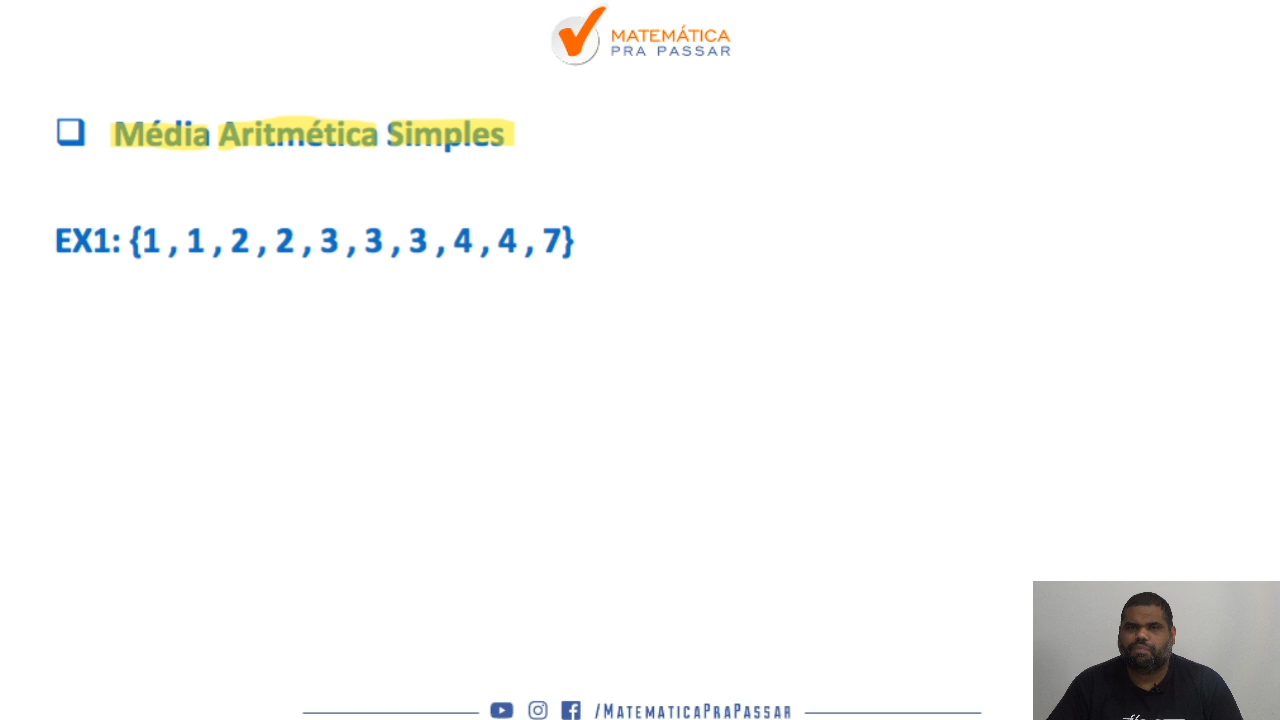 MATEMÁTICA
PRA PASSAR
Média Aritmética Simples
EX1: {1 , 1 , 2 , 2 , 3 , 3 , 3 , 4 , 4 , 7}
/MATEMATICAPRAPASSAR